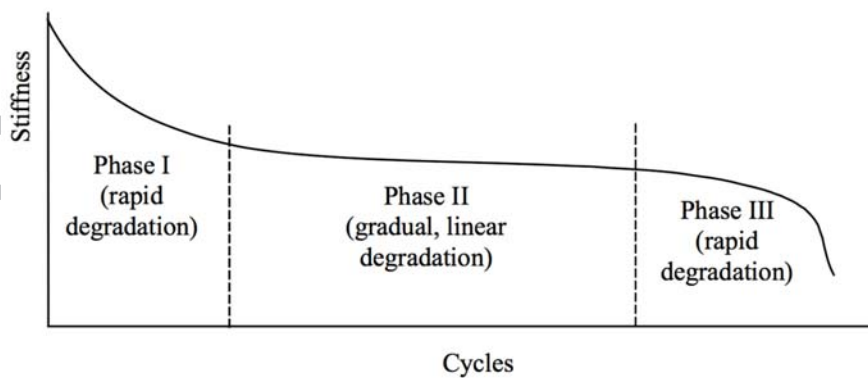 Stiffness
Phase I
(rapid
degradation)
Phase II
(gradual, linear
degradation)
Phase III
(rapid
degradation)
Cycles